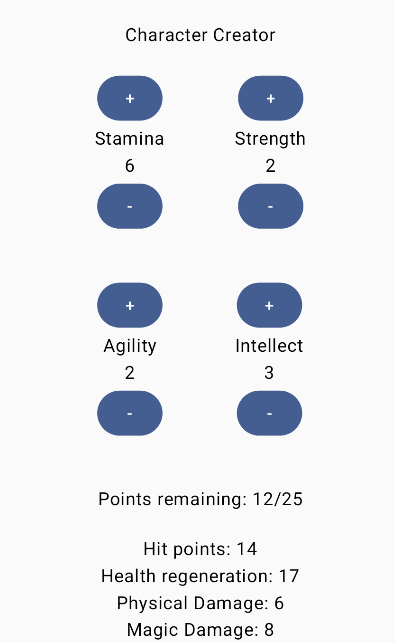 Character Creator
+ +
Stamina Strength
6 2
- -
+ +
Agility Intellect
2 3
- -
Points remaining: 12/25
Hit points: 14
Health regeneration: 17
Physical Damage: 6
Magic Damage: 8